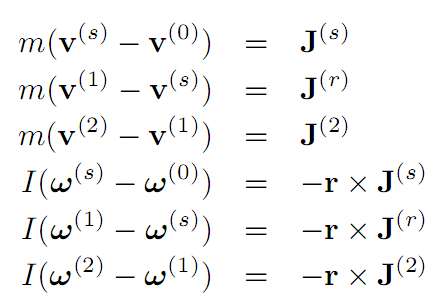 m(v^(s) − v^(0)) = J^(s)
m(v^(1) − v^(s)) = J^(r)
m(v^(2) − v^(1)) = J^(2)
I(ω^(s) − ω^(0)) = −r × J^(s)
I(ω^(1) − ω^(s)) = −r × J^(r)
I(ω^(2) − ω^(1)) = −r × J^(2)